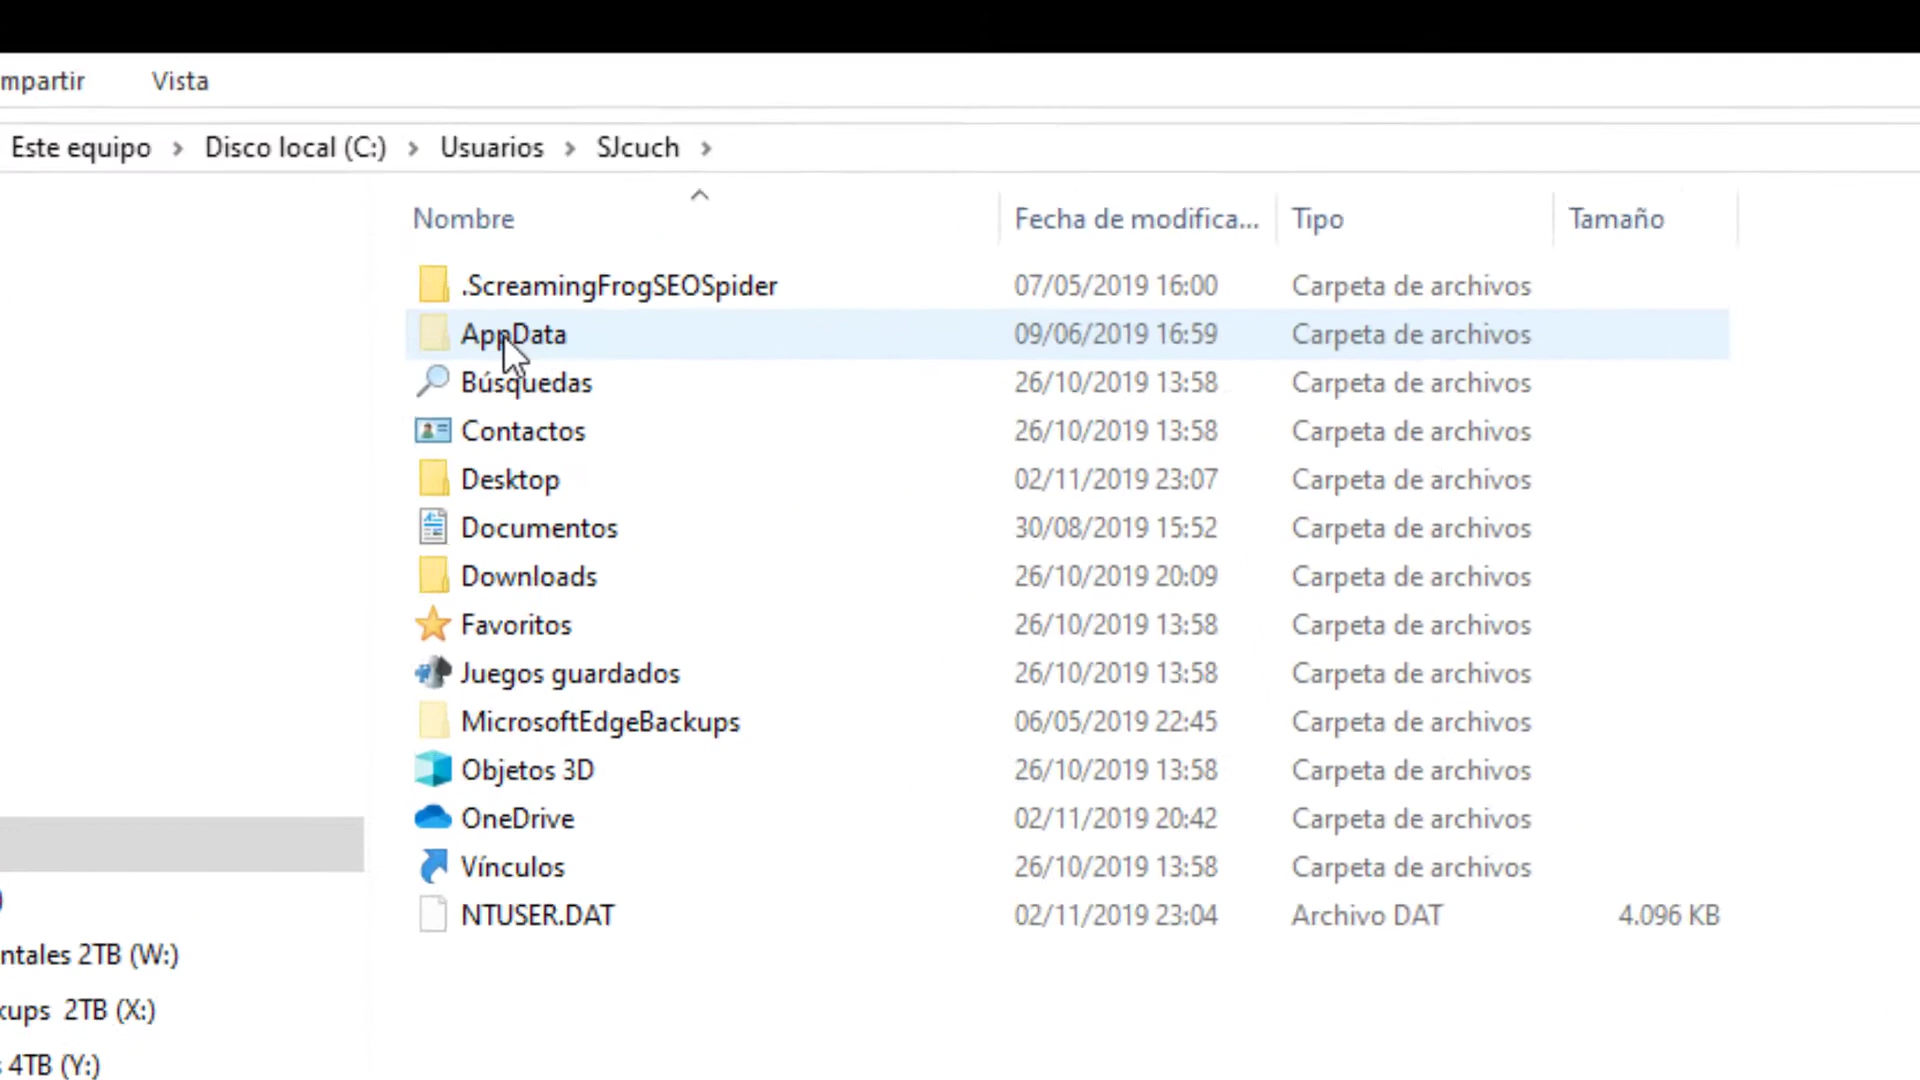 mpartir Vista
Este equipo > Disco local (C:) > Usuarios > SJcuch >
Nombre Fecha de modifica... Tipo Tamaño
.ScreamingFrogSEOSpider 07/05/2019 16:00 Carpeta de archivos
AppData 09/06/2019 16:59 Carpeta de archivos
Búsquedas 26/10/2019 13:58 Carpeta de archivos
Contactos 26/10/2019 13:58 Carpeta de archivos
Desktop 02/11/2019 23:07 Carpeta de archivos
Documentos 30/08/2019 15:52 Carpeta de archivos
Downloads 26/10/2019 20:09 Carpeta de archivos
Favoritos 26/10/2019 13:58 Carpeta de archivos
Juegos guardados 26/10/2019 13:58 Carpeta de archivos
MicrosoftEdgeBackups 06/05/2019 22:45 Carpeta de archivos
Objetos 3D 26/10/2019 13:58 Carpeta de archivos
OneDrive 02/11/2019 20:42 Carpeta de archivos
Vínculos 26/10/2019 13:58 Carpeta de archivos
NTUSER.DAT 02/11/2019 23:04 Archivo DAT 4.096 KB
ntales 2TB (W:)
kups 2TB (X:)
4TB (Y:)